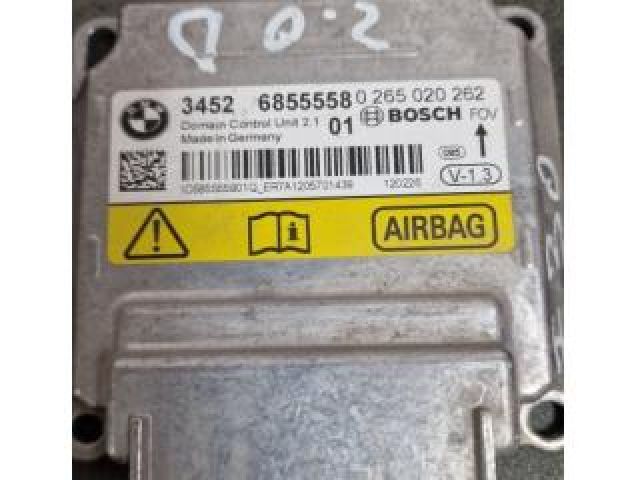 3452 6855558 0 265 020 262
Domain Control Unit 2.1 01 BOSCH FOV
Made in Germany
V-1.3
120226
AIRBAG